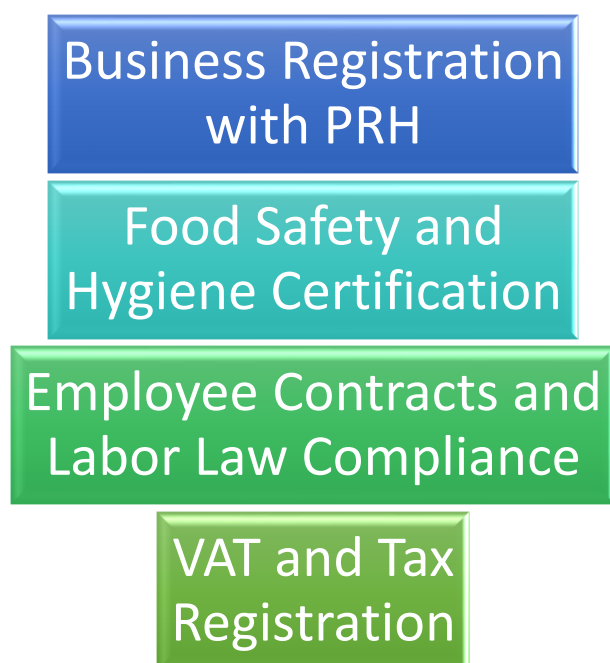 Business Registration
with PRH
Food Safety and
Hygiene Certification
Employee Contracts and
Labor Law Compliance
VAT and Tax
Registration